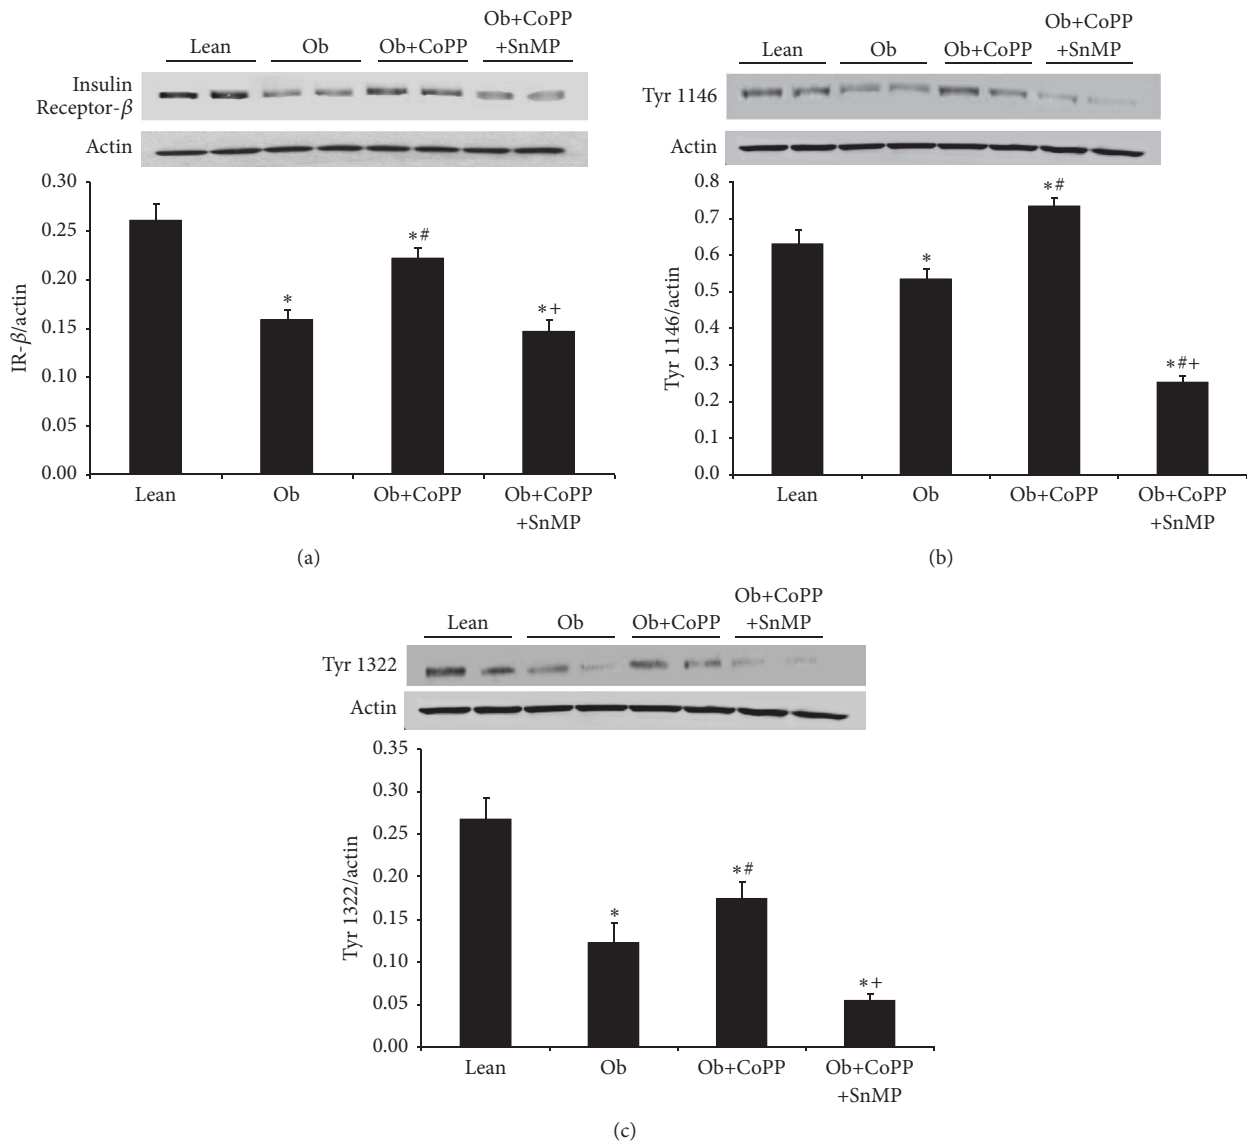 Lean Ob Ob+CoPP Ob+CoPP
+SnMP
Insulin
Receptor-β
Actin
0.30
0.25
0.20
0.15
0.10
0.05
0.00
IR-β/actin
*
*#
*+
Lean Ob Ob+CoPP Ob+CoPP
+SnMP
(a)
Lean Ob Ob+CoPP Ob+CoPP
+SnMP
Tyr 1146
Actin
0.8
0.7
0.6
0.5
0.4
0.3
0.2
0.1
0.0
Tyr 1146/actin
*
*#
*#+
Lean Ob Ob+CoPP Ob+CoPP
+SnMP
(b)
Lean Ob Ob+CoPP Ob+CoPP
+SnMP
Tyr 1322
Actin
0.35
0.30
0.25
0.20
0.15
0.10
0.05
0.00
Tyr 1322/actin
*
*#
*+
Lean Ob Ob+CoPP Ob+CoPP
+SnMP
(c)